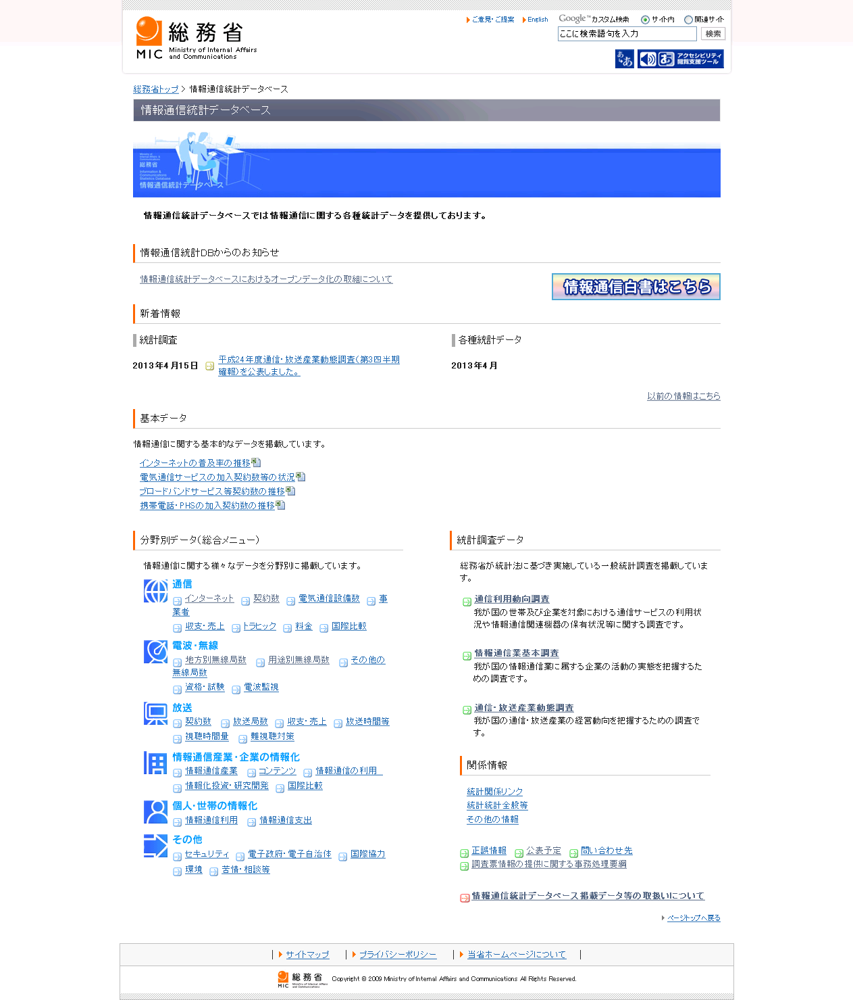 総務省
MIC
Ministry of Internal Affairs
and Communications
ご意見・ご提案 English
Google™カスタム検索 サイト内 関連サイト
ここに検索語句を入力 検索
あ あ アクセシビリティ
閲覧支援ツール
総務省トップ > 情報通信統計データベース
情報通信統計データベース
Ministry of
Internal Affairs &
Communications
総務省
Information &
Communications
Statistics Database
情報通信統計データベース
情報通信統計データベースでは情報通信に関する各種統計データを提供しております。
情報通信統計DBからのお知らせ
情報通信統計データベースにおけるオープンデータ化の取組について
情報通信白書はこちら
新着情報
統計調査
2013年4月15日 平成24年度通信・放送産業動態調査(第3四半期
確報)を公表しました。
各種統計データ
2013年4月
以前の情報はこちら
基本データ
情報通信に関する基本的なデータを掲載しています。
インターネットの普及率の推移
電気通信サービスの加入契約数等の状況
ブロードバンドサービス等契約数の推移
携帯電話・PHSの加入契約数の推移
分野別データ(総合メニュー)
情報通信に関する様々なデータを分野別に掲載しています。
通信
インターネット 契約数 電気通信設備数 事
業者
収支・売上 トラヒック 料金 国際比較
電波・無線
地方別無線局数 用途別無線局数 その他の
無線局数
資格・試験 電波監視
放送
契約数 放送局数 収支・売上 放送時間等
視聴時間量 難視聴対策
情報通信産業・企業の情報化
情報通信産業 コンテンツ 情報通信の利用
情報化投資・研究開発 国際比較
個人・世帯の情報化
情報通信利用 情報通信支出
その他
セキュリティ 電子政府・電子自治体 国際協力
環境 苦情・相談等
統計調査データ
総務省が統計法に基づき実施している一般統計調査を掲載していま
す。
通信利用動向調査
我が国の世帯及び企業を対象における通信サービスの利用状
況や情報通信関連機器の保有状況等に関する調査です。
情報通信業基本調査
我が国の情報通信業に属する企業の活動の実態を把握するた
めの調査です。
通信・放送産業動態調査
我が国の通信・放送産業の経営動向を把握するための調査で
す。
関係情報
統計関係リンク
統計統計全般等
その他の情報
正誤情報 公表予定 問い合わせ先
調査票情報の提供に関する事務処理要綱
情報通信統計データベース掲載データ等の取扱いについて
ページトップへ戻る
| サイトマップ | プライバシーポリシー | 当省ホームページについて |
総務省 Copyright © 2009 Ministry of Internal Affairs and Communications All Rights Reserved.